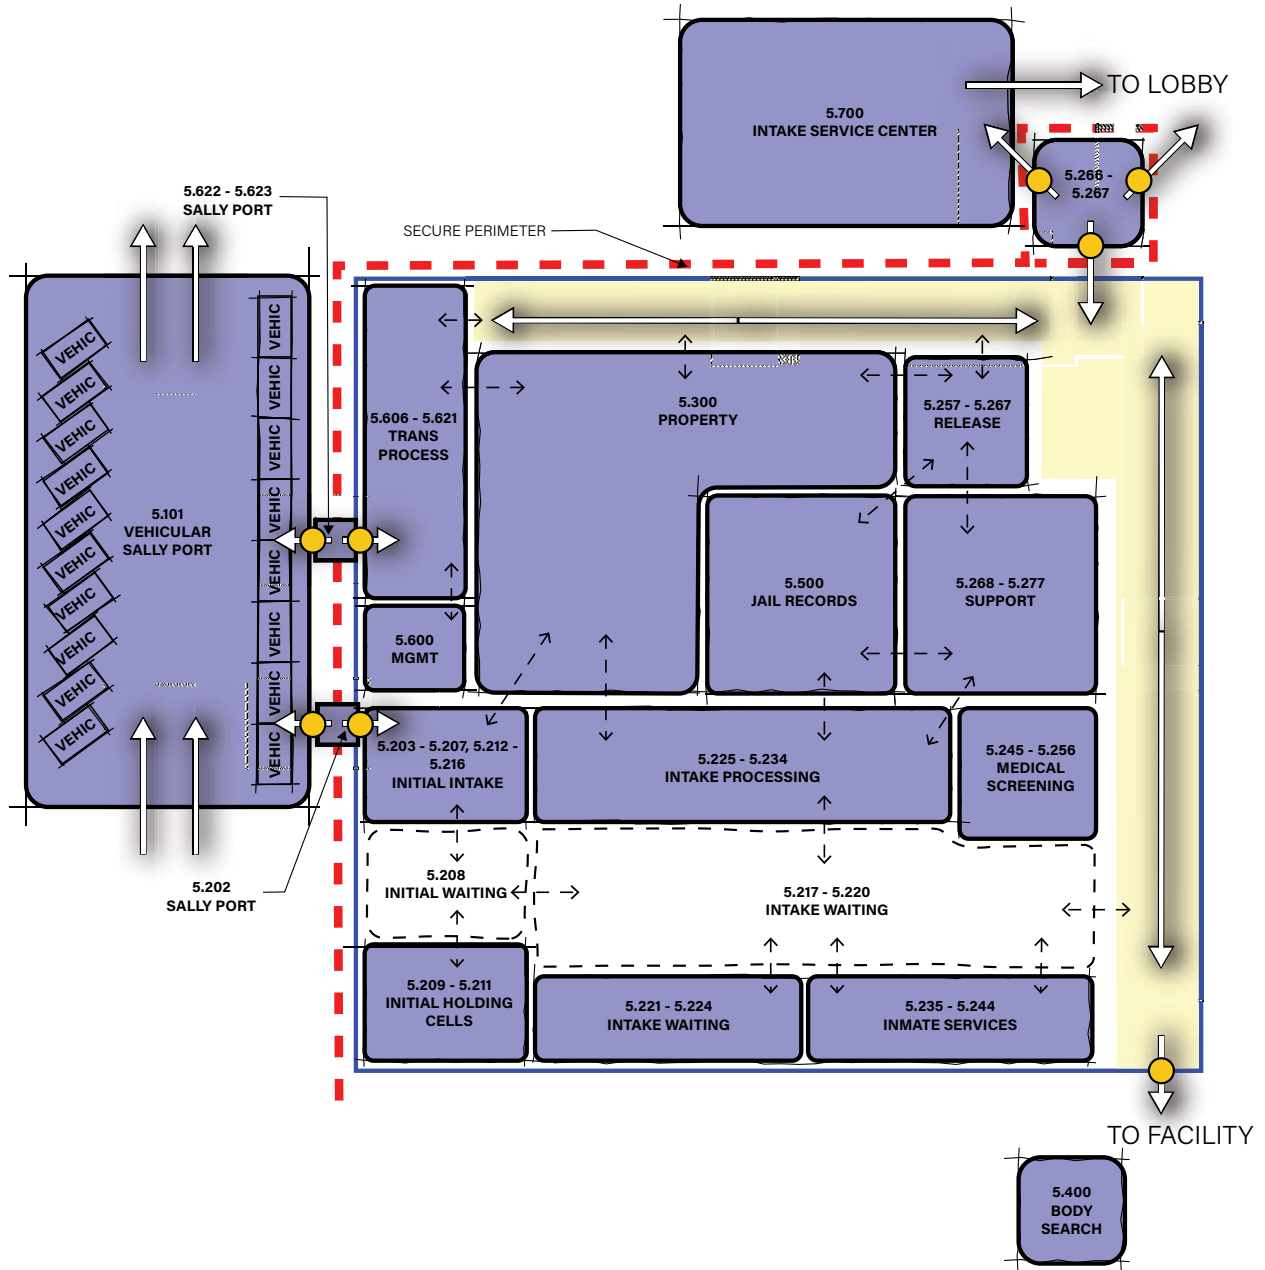 5.700
INTAKE SERVICE CENTER
TO LOBBY
5.266 -
5.267
5.622 - 5.623
SALLY PORT
SECURE PERIMETER
VEHIC
VEHIC
VEHIC
VEHIC
VEHIC
VEHIC
VEHIC
VEHIC
VEHIC
VEHIC
5.101
VEHICULAR
SALLY PORT
VEHIC
VEHIC
VEHIC
VEHIC
VEHIC
VEHIC
VEHIC
VEHIC
5.606 - 5.621
TRANS
PROCESS
5.300
PROPERTY
5.257 - 5.267
RELEASE
5.500
JAIL RECORDS
5.268 - 5.277
SUPPORT
5.600
MGMT
5.203 - 5.207, 5.212 -
5.216
INITIAL INTAKE
5.225 - 5.234
INTAKE PROCESSING
5.245 - 5.256
MEDICAL
SCREENING
5.202
SALLY PORT
5.208
INITIAL WAITING
5.217 - 5.220
INTAKE WAITING
5.209 - 5.211
INITIAL HOLDING
CELLS
5.221 - 5.224
INTAKE WAITING
5.235 - 5.244
INMATE SERVICES
TO FACILITY
5.400
BODY
SEARCH